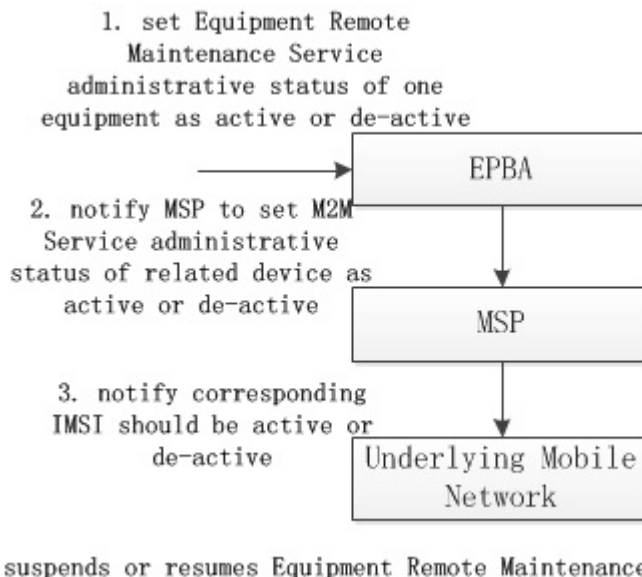 1. set Equipment Remote
Maintenance Service
administrative status of one
equipment as active or de-active
EPBA
2. notify MSP to set M2M
Service administrative
status of related device as
active or de-active
MSP
3. notify corresponding
IMSI should be active or
de-active
Underlying Mobile
Network
suspends or resumes Equipment Remote Maintenance